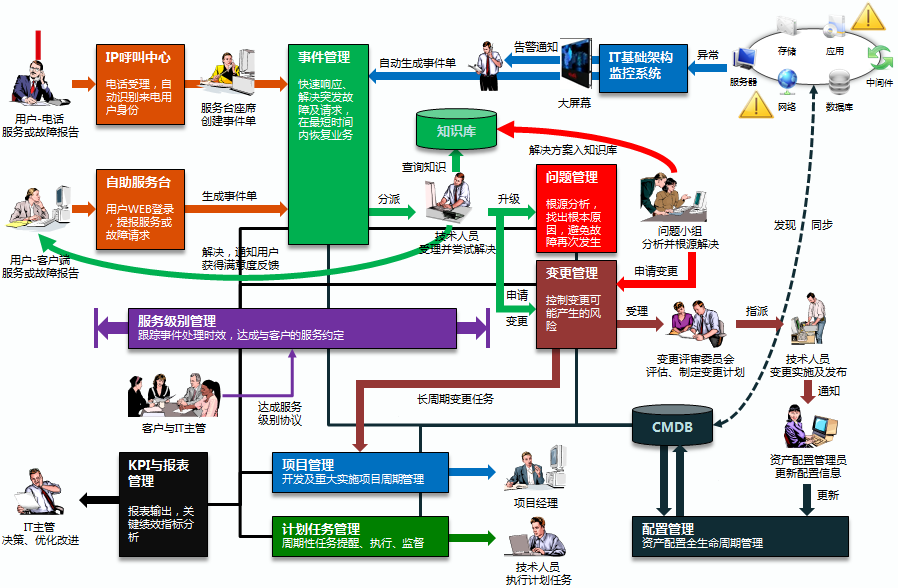 IP呼叫中心
电话受理，自
动识别来电用
户身份
用户-电话
服务或故障报告
服务台座席
创建事件单
事件管理
快速响应、
解决突发故
障及请求，
在最短时间
内恢复业务
自动生成事件单
告警通知
大屏幕
IT基础架构
监控系统
异常
服务器
存储
应用
中间件
网络
数据库
知识库
查询知识
解决方案入知识库
自助服务台
用户WEB登录
，提报服务或
故障请求
生成事件单
用户-客户端
服务或故障报告
解决，通知用户
获得满意度反馈
分派
技术人员
受理并尝试解决
升级
问题管理
根源分析，
找出根本原
因，避免故
障再次发生
问题小组
分析并根源解决
申请变更
发现
同步
申请
变更
变更管理
控制变更可
能产生的风
险
受理
变更评审委员会
评估、制定变更计划
指派
技术人员
变更实施及发布
通知
服务级别管理
跟踪事件处理时效，达成与客户的服务约定
客户与IT主管
达成服务
级别协议
长周期变更任务
CMDB
资产配置管理员
更新配置信息
更新
KPI与报表
管理
报表输出，关
键绩效指标分
析
IT主管
决策、优化改进
项目管理
开发及重大实施项目周期管理
项目经理
计划任务管理
周期性任务提醒、执行、监督
技术人员
执行计划任务
配置管理
资产配置全生命周期管理